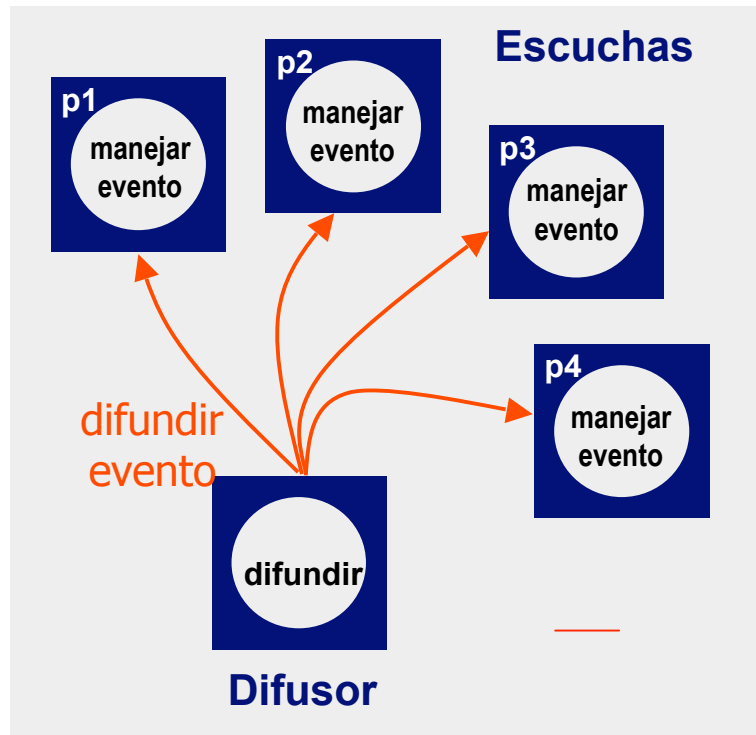 Escuchas
p1
manejar
evento
p2
manejar
evento
p3
manejar
evento
p4
manejar
evento
difundir
evento
difundir
Difusor